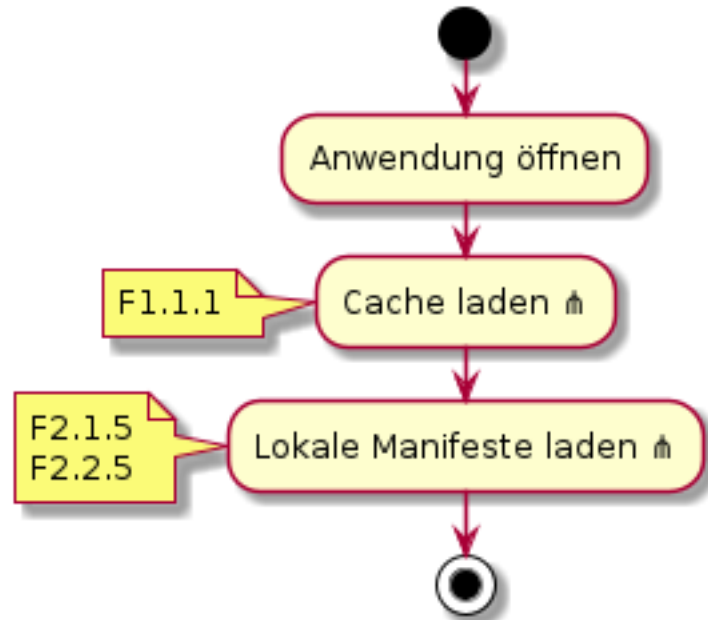 Anwendung öffnen
F1.1.1
Cache laden ⋔
F2.1.5
F2.2.5
Lokale Manifeste laden ⋔